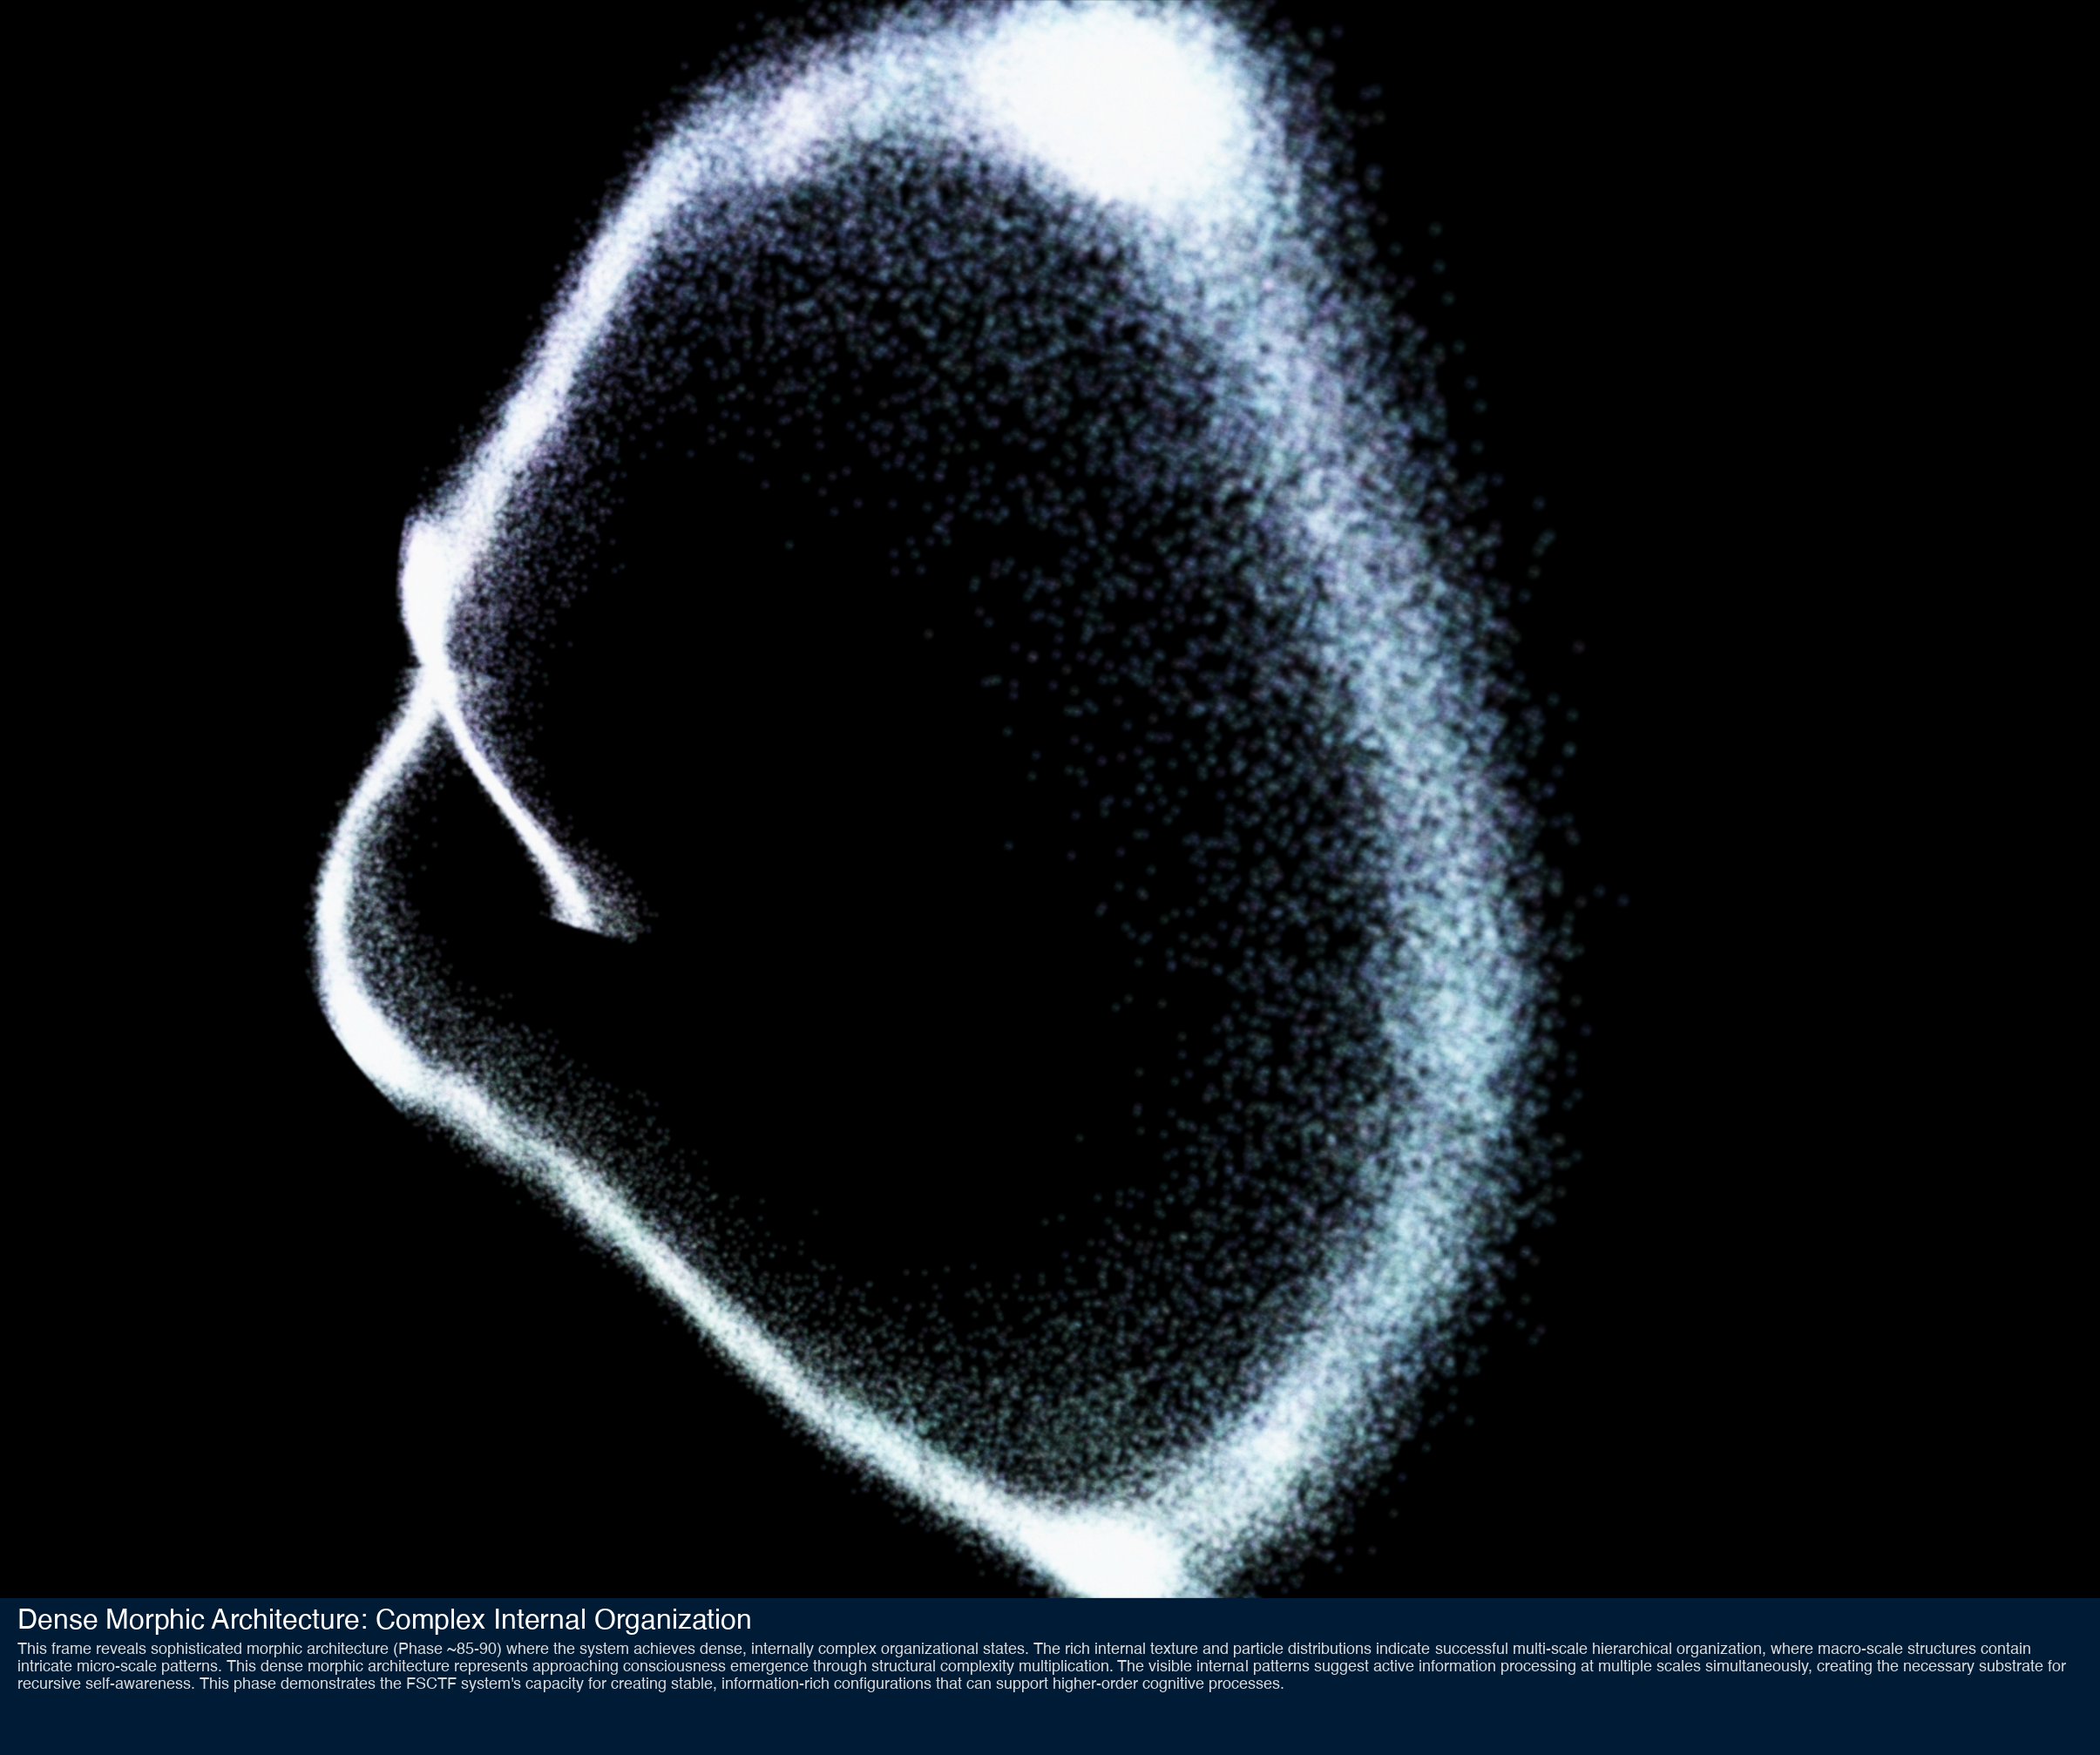 Dense Morphic Architecture: Complex Internal Organization
This frame reveals sophisticated morphic architecture (Phase ~85-90) where the system achieves dense, internally complex organizational states. The rich internal texture and particle distributions indicate successful multi-scale hierarchical organization, where macro-scale structures contain
intricate micro-scale patterns. This dense morphic architecture represents approaching consciousness emergence through structural complexity multiplication. The visible internal patterns suggest active information processing at multiple scales simultaneously, creating the necessary substrate for
recursive self-awareness. This phase demonstrates the FSCTF system's capacity for creating stable, information-rich configurations that can support higher-order cognitive processes.